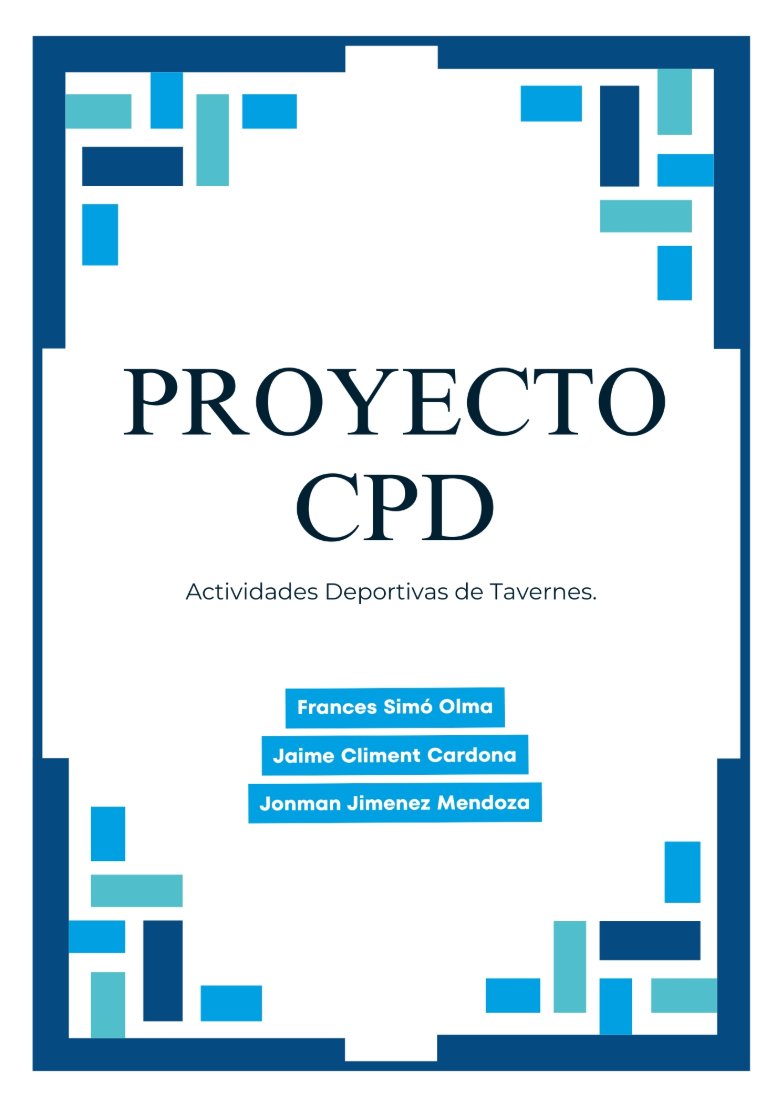 PROYECTO
CPD
Actividades Deportivas de Tavernes.
Frances Simó Olma
Jaime Climent Cardona
Jonman Jimenez Mendoza